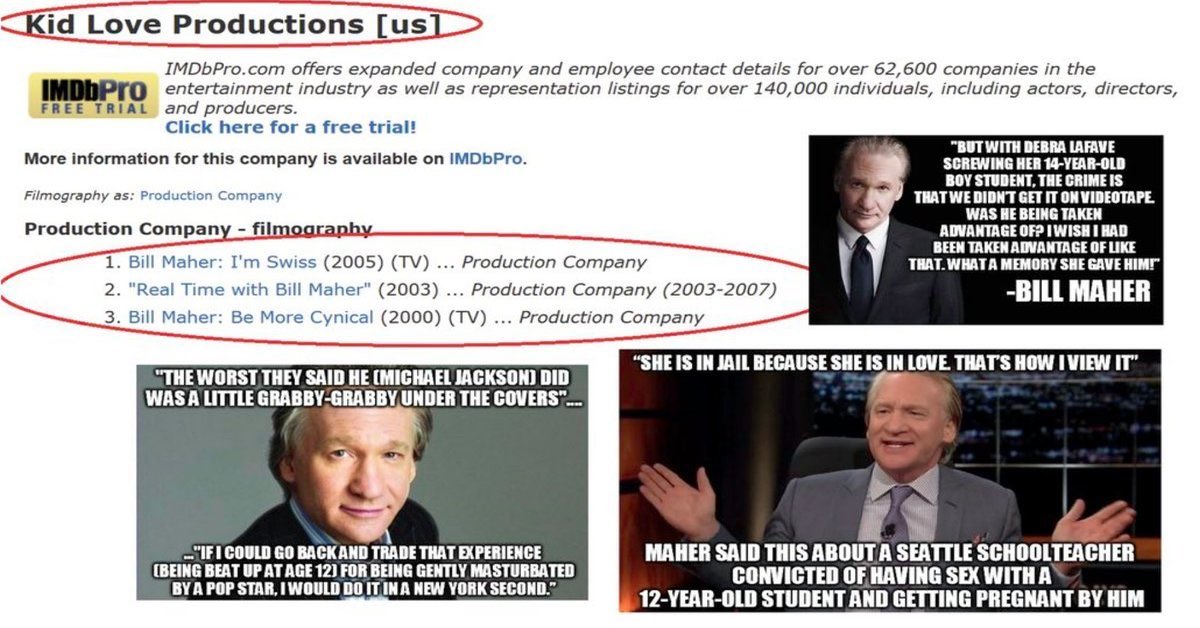 Kid Love Productions [us]
IMDbPro
FREE TRIAL
IMDbPro.com offers expanded company and employee contact details for over 62,600 companies in the
entertainment industry as well as representation listings for over 140,000 individuals, including actors, directors,
and producers.
Click here for a free trial!
More information for this company is available on IMDbPro.
Filmography as: Production Company
Production Company - filmography
1. Bill Maher: I'm Swiss (2005) (TV) ... Production Company
2. "Real Time with Bill Maher" (2003) ... Production Company (2003-2007)
3. Bill Maher: Be More Cynical (2000) (TV) ... Production Company
"BUT WITH DEBRA LAFAVE
SCREWING HER 14-YEAR-OLD
BOY STUDENT, THE CRIME IS
THAT WE DIDN'T GET IT ON VIDEOTAPE.
WAS HE BEING TAKEN
ADVANTAGE OF? I WISH I HAD
BEEN TAKEN ADVANTAGE OF LIKE
THAT. WHAT A MEMORY SHE GAVE HIM!"
-BILL MAHER
"THE WORST THEY SAID HE (MICHAEL JACKSON) DID
WAS A LITTLE GRABBY-GRABBY UNDER THE COVERS"....
..."IF I COULD GO BACK AND TRADE THAT EXPERIENCE
(BEING BEAT UP AT AGE 12) FOR BEING GENTLY MASTURBATED
BY A POP STAR, I WOULD DO IT IN A NEW YORK SECOND."
"SHE IS IN JAIL BECAUSE SHE IS IN LOVE. THAT'S HOW I VIEW IT"
MAHER SAID THIS ABOUT A SEATTLE SCHOOLTEACHER
CONVICTED OF HAVING SEX WITH A
12-YEAR-OLD STUDENT AND GETTING PREGNANT BY HIM